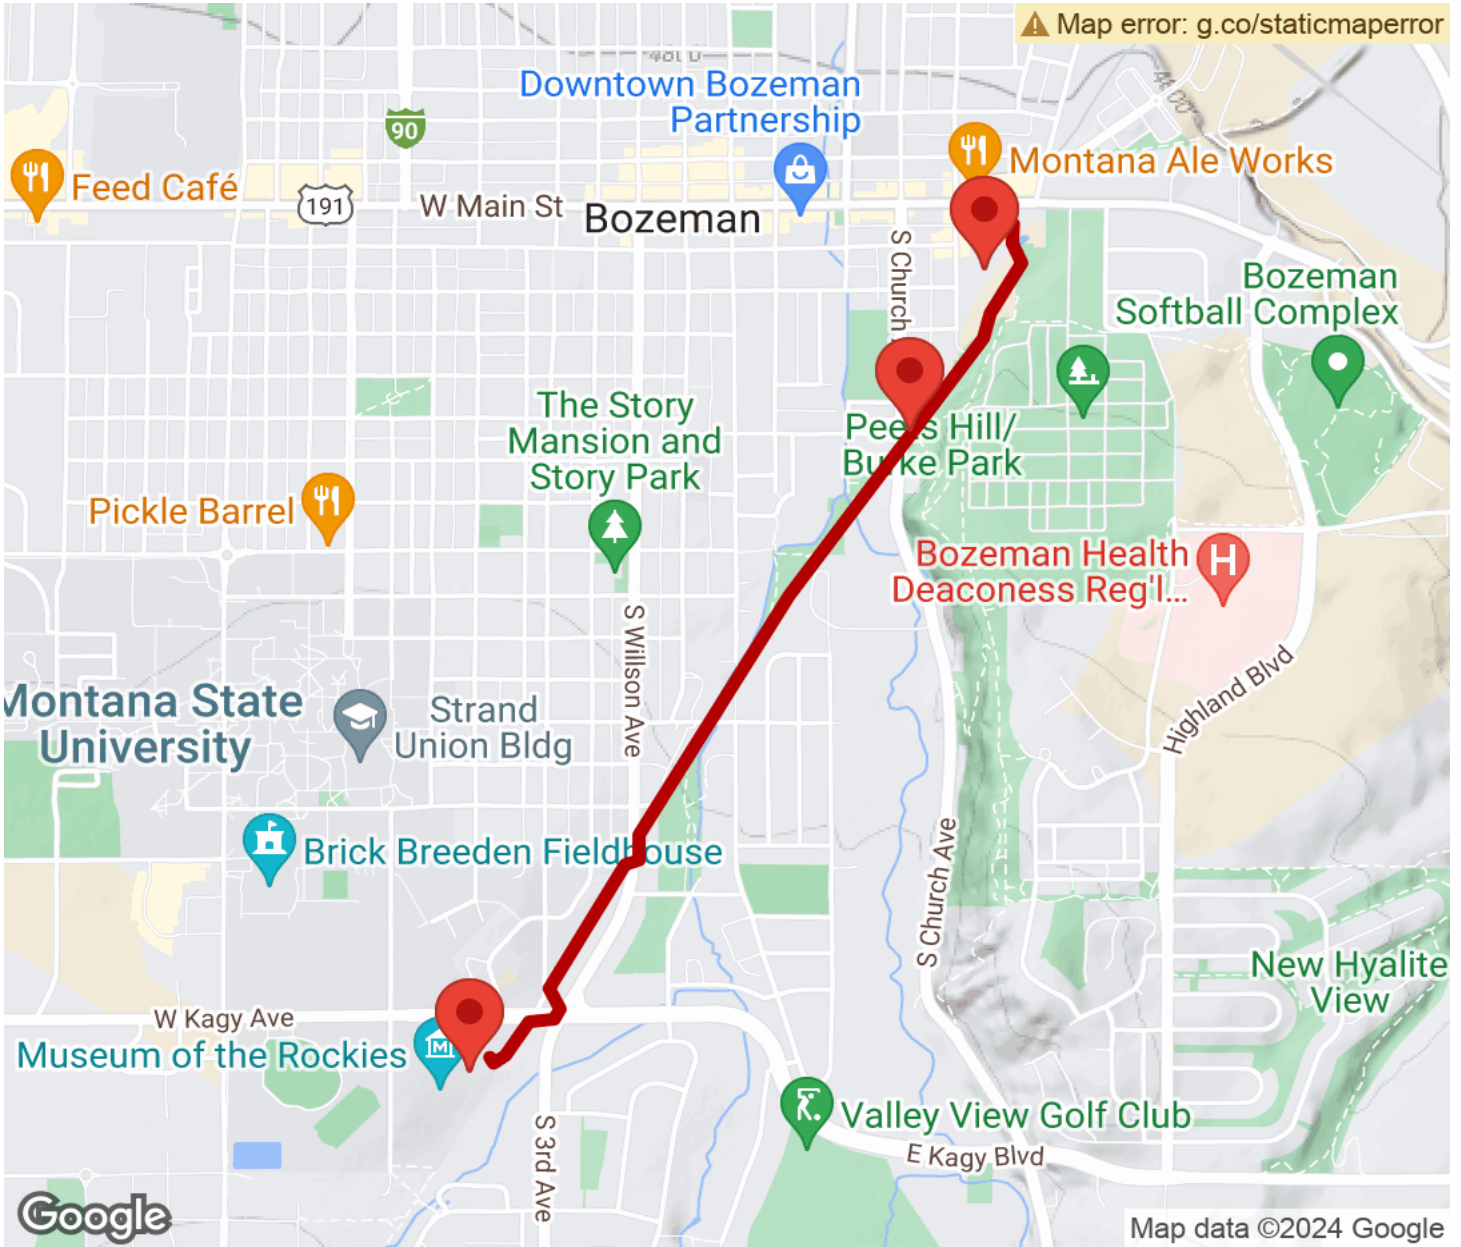 Map error: g.co/staticmaperror
Downtown Bozeman
Partnership
90
Montana Ale Works
Feed Café
191
W Main St
Bozeman
S Church
Bozeman
Softball Complex
The Story
Mansion and
Story Park
Peets Hill/
Burke Park
Pickle Barrel
Bozeman Health
Deaconess Reg'l...
H
S Willson Ave
Highland Blvd
Montana State
University
Strand
Union Bldg
Brick Breeden Fieldhouse
S Church Ave
New Hyalite
View
W Kagy Ave
Museum of the Rockies
M
Valley View Golf Club
S 3rd Ave
E Kagy Blvd
Google
Map data ©2024 Google